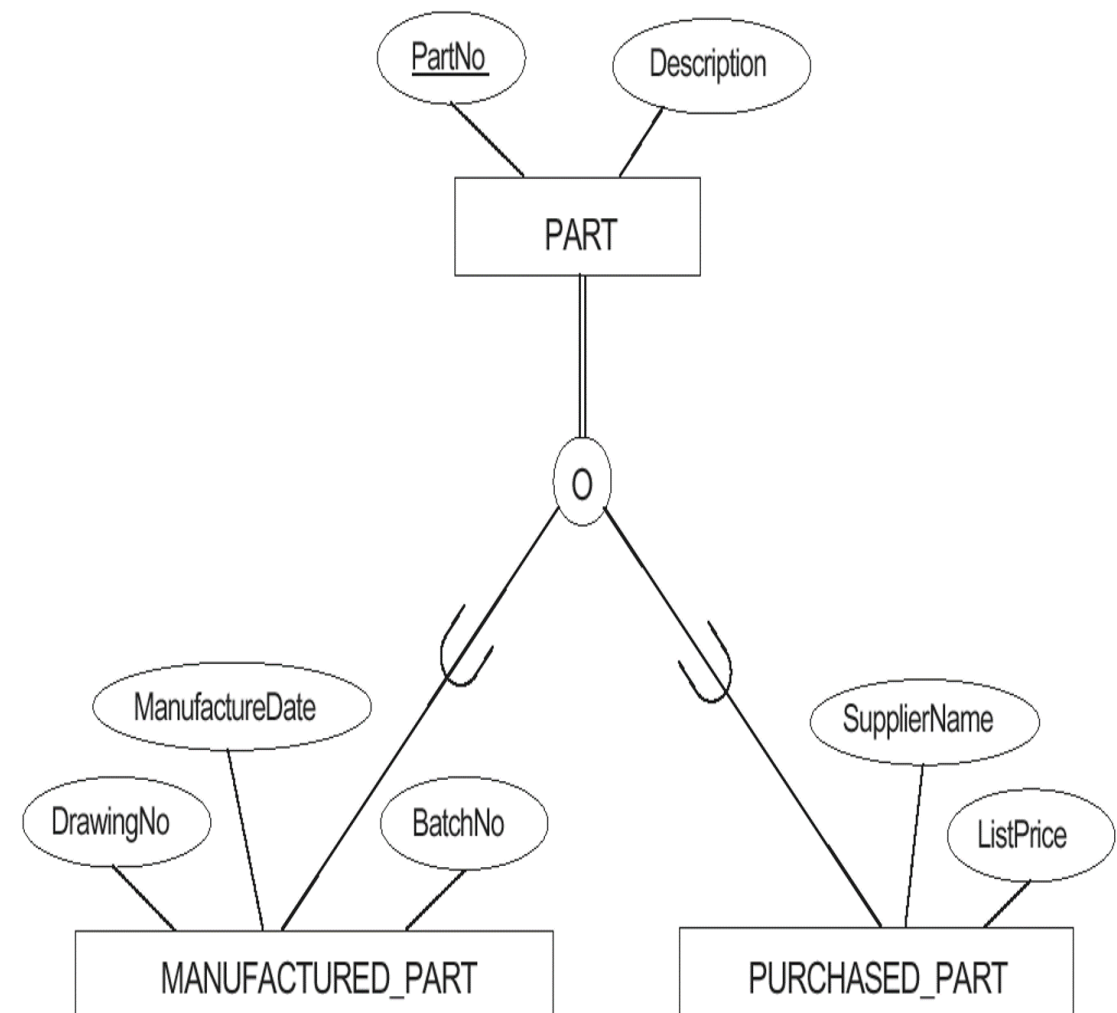 PartNo
Description
PART
O
ManufactureDate
SupplierName
DrawingNo
BatchNo
ListPrice
MANUFACTURED_PART
PURCHASED_PART